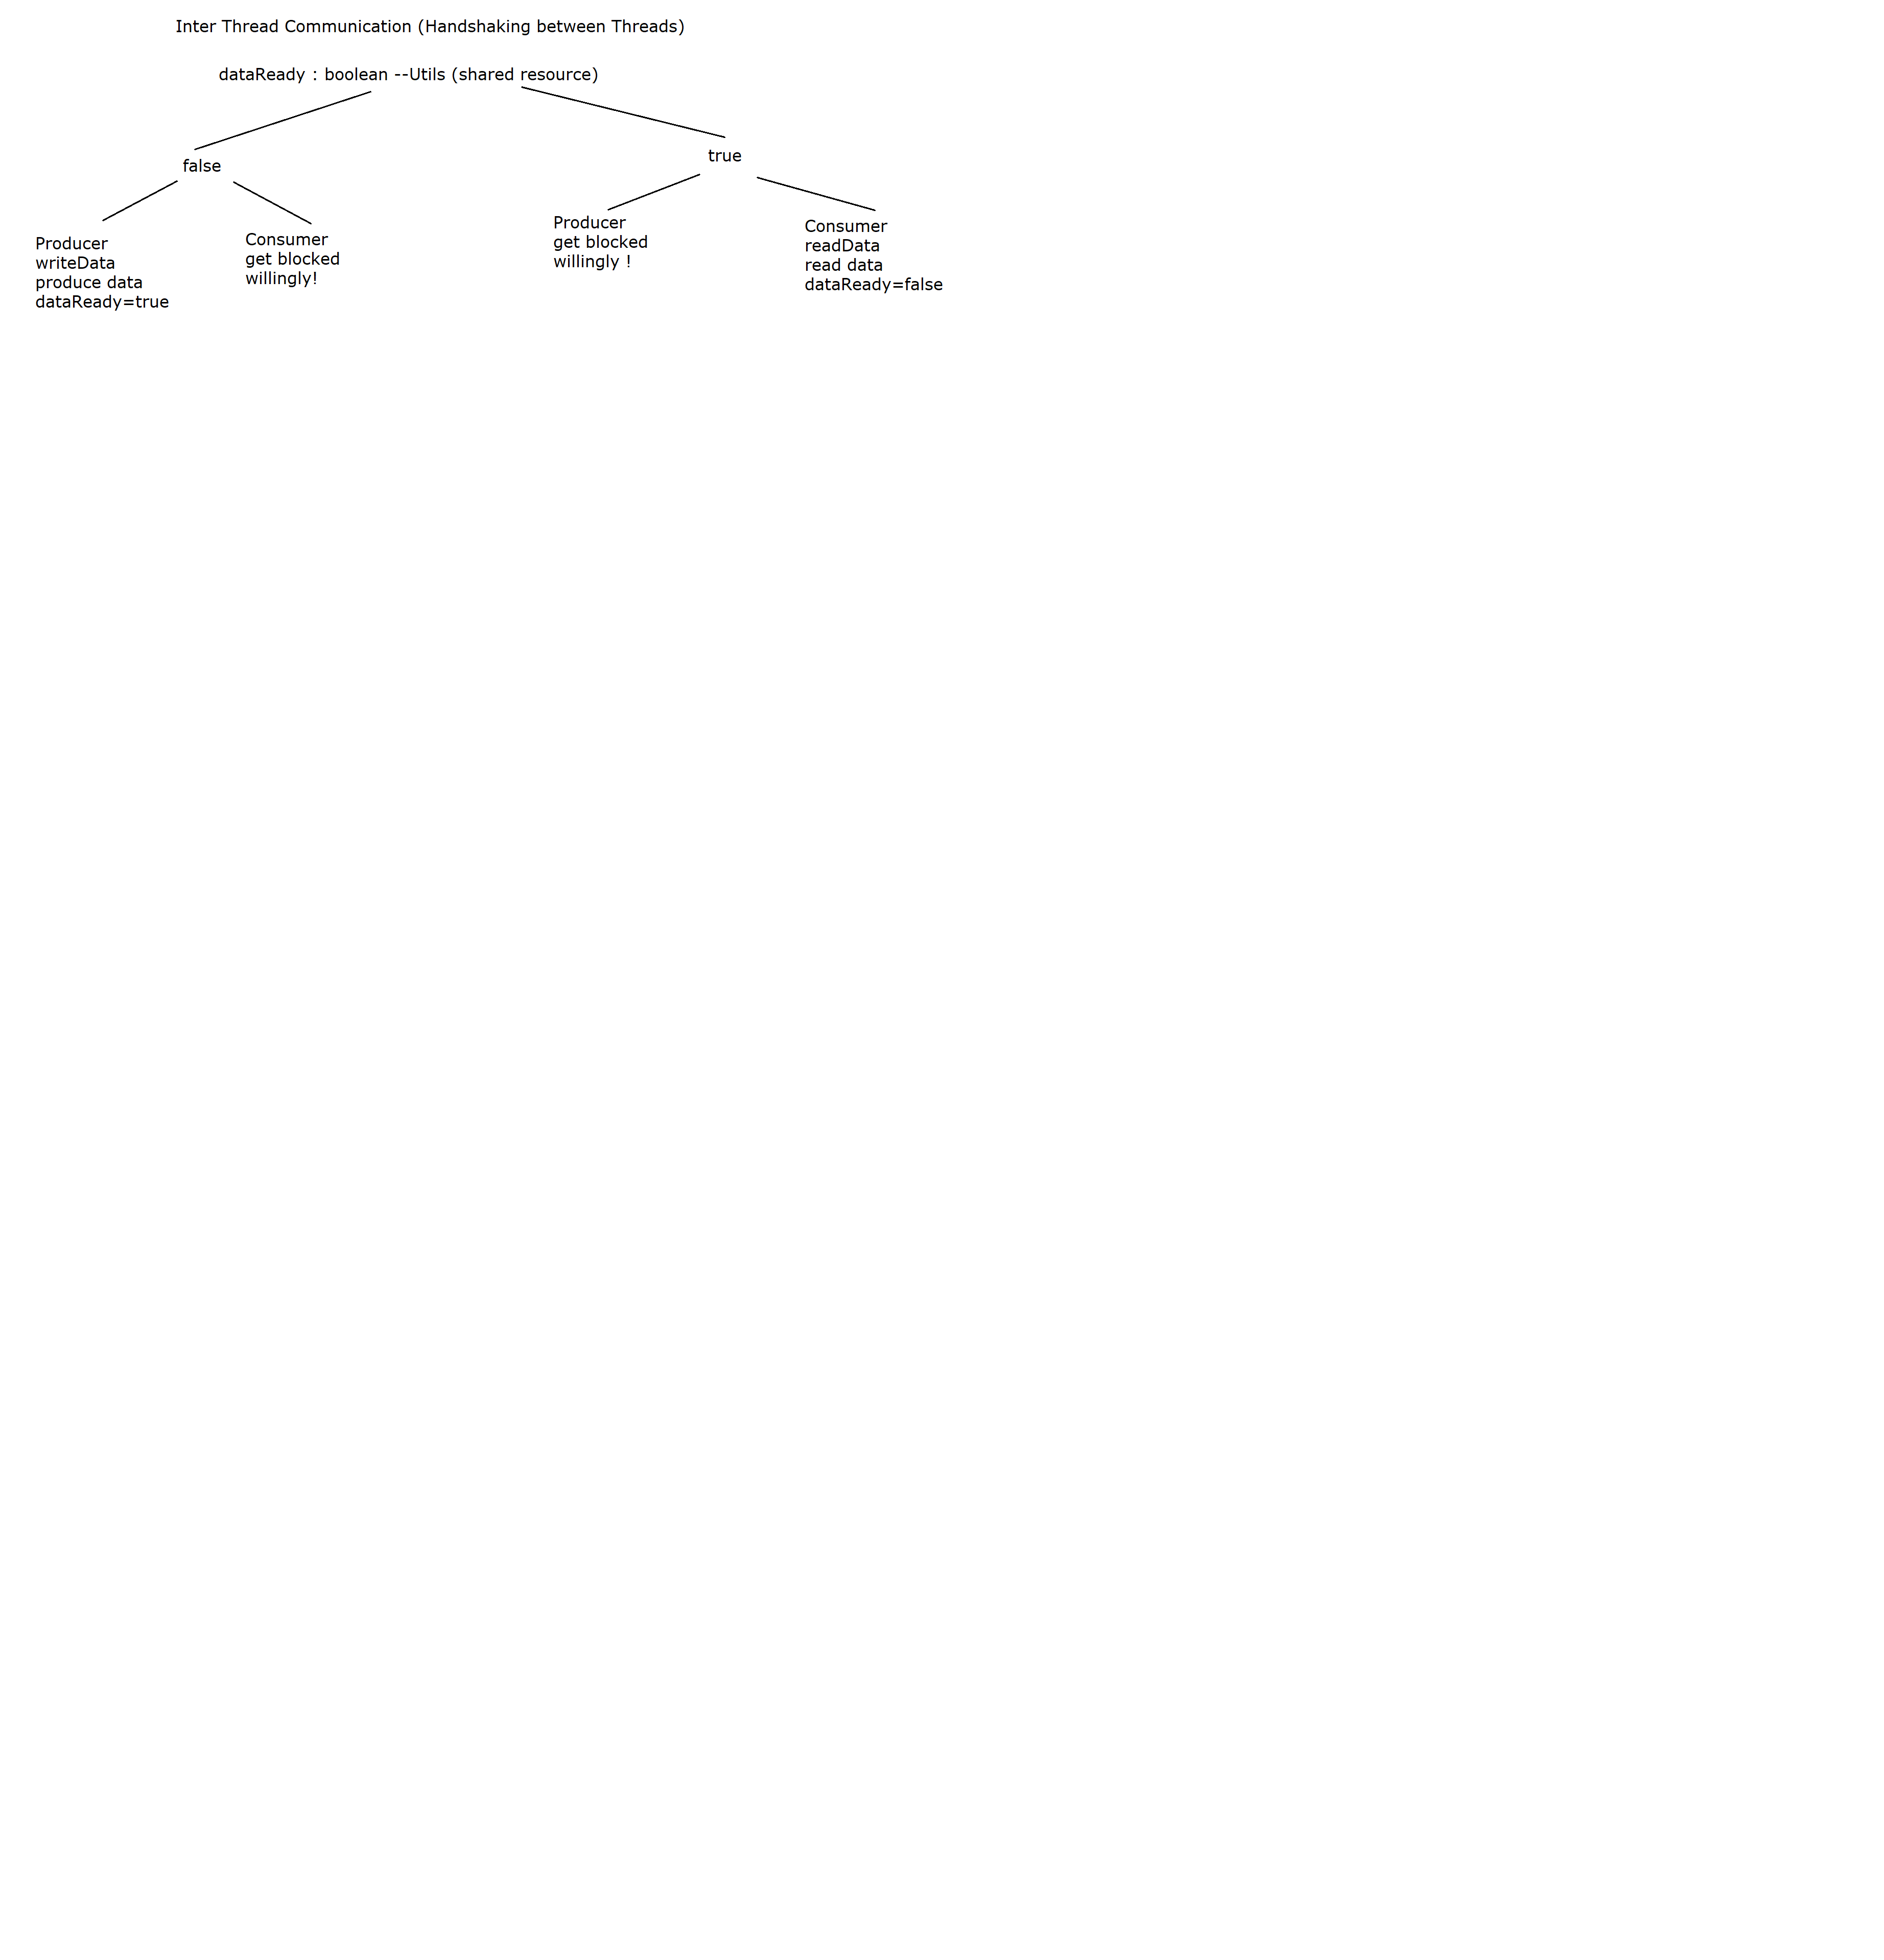 Inter Thread Communication (Handshaking between Threads)
dataReady : boolean --Utils (shared resource)
false
true
Producer
writeData
produce data
dataReady=true
Consumer
get blocked
willingly!
Producer
get blocked
willingly !
Consumer
readData
read data
dataReady=false